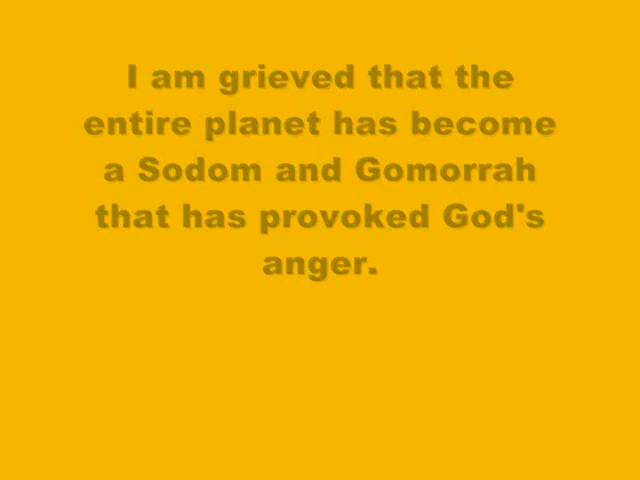 I am grieved that the
entire planet has become
a Sodom and Gomorrah
that has provoked God's
anger.